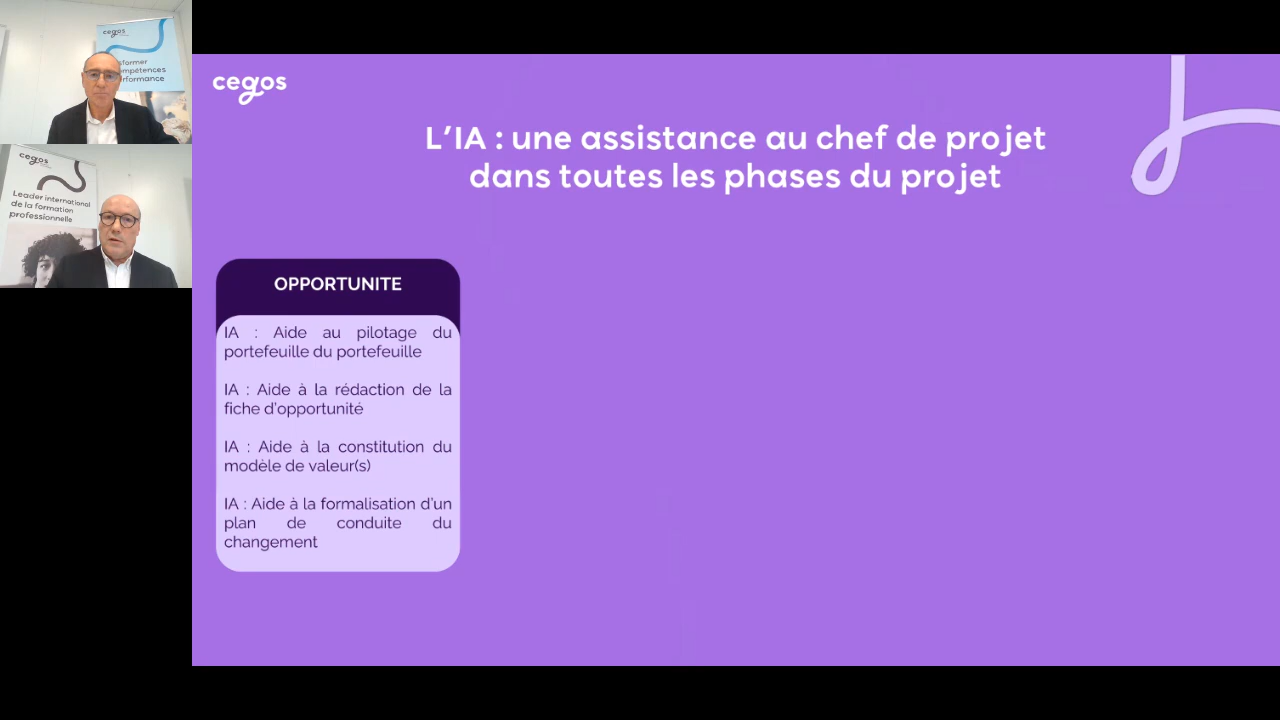 cegos
sformer
ompétences
rformance
cegos
Leader international
de la formation
professionnelle
cegos
L'IA : une assistance au chef de projet
dans toutes les phases du projet
OPPORTUNITE
IA : Aide au pilotage du
portefeuille du portefeuille
IA : Aide à la rédaction de la
fiche d'opportunité
IA : Aide à la constitution du
modèle de valeur(s)
IA : Aide à la formalisation d'un
plan de conduite du
changement